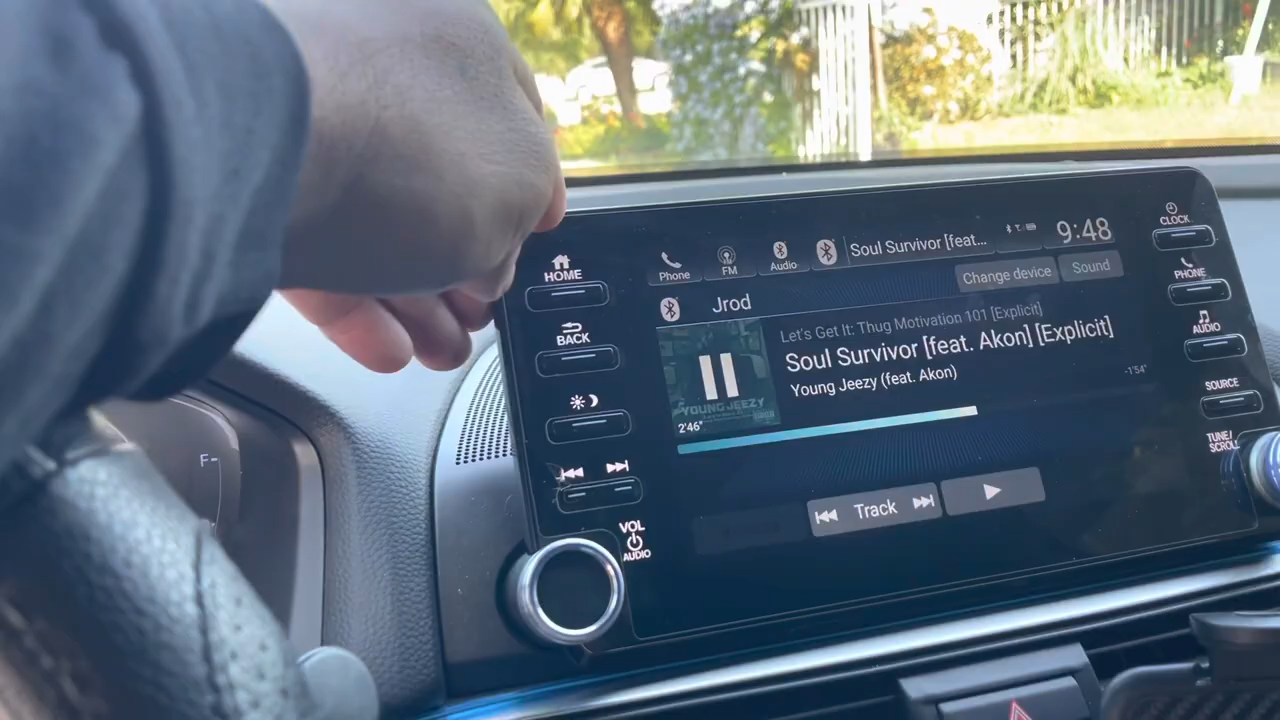 HOME
BACK
VOL
AUDIO
Phone
FM
Audio
Soul Survivor [feat...
9:48
Change device
Sound
Jrod
Let's Get It: Thug Motivation 101 [Explicit]
Soul Survivor [feat. Akon] [Explicit]
Young Jeezy (feat. Akon)
YOUNG JEEZY
2'46"
-1'54"
Track
CLOCK
PHONE
AUDIO
SOURCE
TUNE/
SCROLL
F